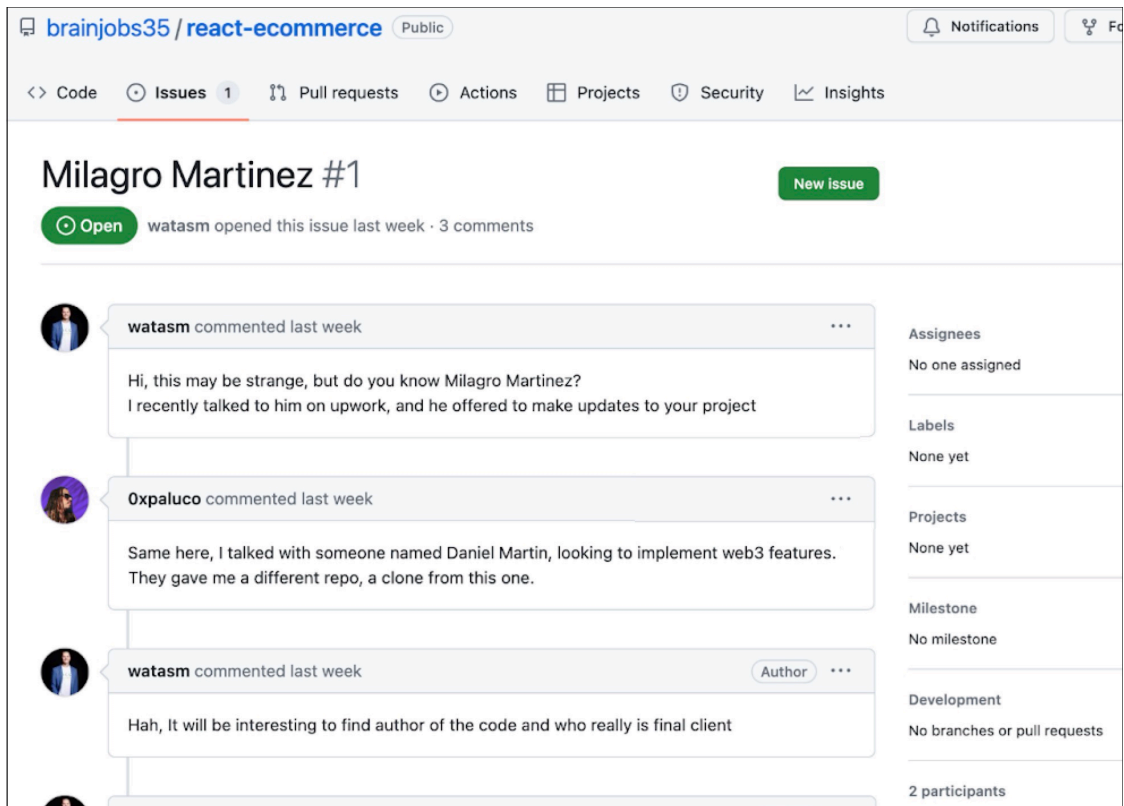 brainjobs35 / react-ecommerce Public
Notifications
Code Issues 1 Pull requests Actions Projects Security Insights
Milagro Martinez #1
New issue
Open watasm opened this issue last week · 3 comments
watasm commented last week
Hi, this may be strange, but do you know Milagro Martinez?
I recently talked to him on upwork, and he offered to make updates to your project
Assignees
No one assigned
Labels
None yet
0xpaluco commented last week
Same here, I talked with someone named Daniel Martin, looking to implement web3 features.
They gave me a different repo, a clone from this one.
Projects
None yet
Milestone
No milestone
watasm commented last week
Author
Hah, It will be interesting to find author of the code and who really is final client
Development
No branches or pull requests
2 participants